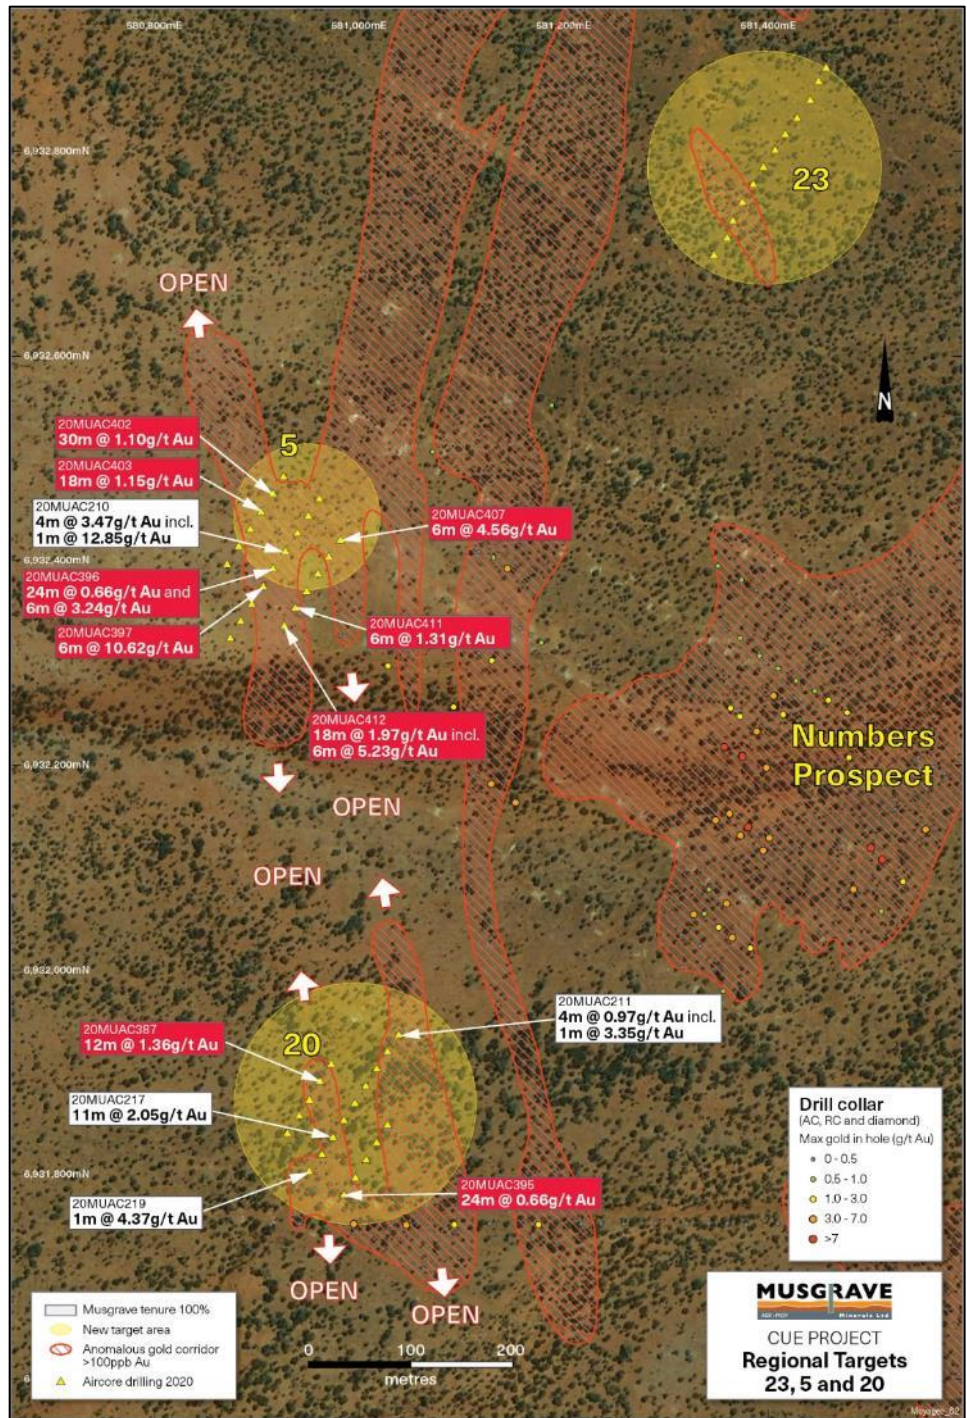 580,800mE
581,000mE
581,200mE
581,400mE
6,932,800mN
23
OPEN
6,932,600mN
N
20MUAC402
30m @ 1.10g/t Au
5
20MUAC403
18m @ 1.15g/t Au
20MUAC210
4m @ 3.47g/t Au incl.
1m @ 12.85g/t Au
20MUAC407
6m @ 4.56g/t Au
6,932,400mN
20MUAC396
24m @ 0.66g/t Au and
6m @ 3.24g/t Au
20MUAC397
6m @ 10.62g/t Au
20MUAC411
6m @ 1.31g/t Au
20MUAC412
18m @ 1.97g/t Au incl.
6m @ 5.23g/t Au
Numbers
Prospect
6,932,200mN
OPEN
OPEN
6,932,000mN
20MUAC211
4m @ 0.97g/t Au incl.
1m @ 3.35g/t Au
20
20MUAC387
12m @ 1.36g/t Au
20MUAC217
11m @ 2.05g/t Au
6,931,800mN
20MUAC395
24m @ 0.66g/t Au
20MUAC219
1m @ 4.37g/t Au
OPEN
OPEN
Drill collar
(AC, RC and diamond)
Max gold in hole (g/t Au)
0 - 0.5
0.5 - 1.0
1.0 - 3.0
3.0 - 7.0
>7
Musgrave tenure 100%
New target area
Anomalous gold corridor
>100ppb Au
Aircore drilling 2020
0 100 200
metres
MUSGRAVE
Minerals Ltd
CUE PROJECT
Regional Targets
23, 5 and 20